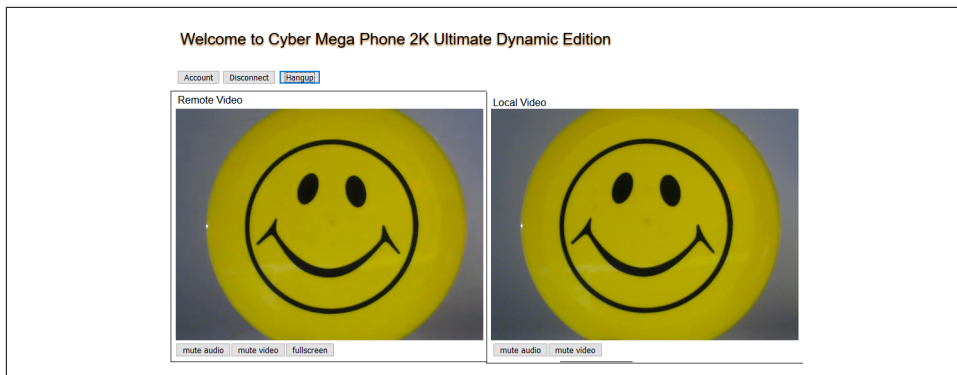 Welcome to Cyber Mega Phone 2K Ultimate Dynamic Edition
Account Disconnect Hangup
Remote Video
Local Video
mute audio mute video fullscreen
mute audio mute video